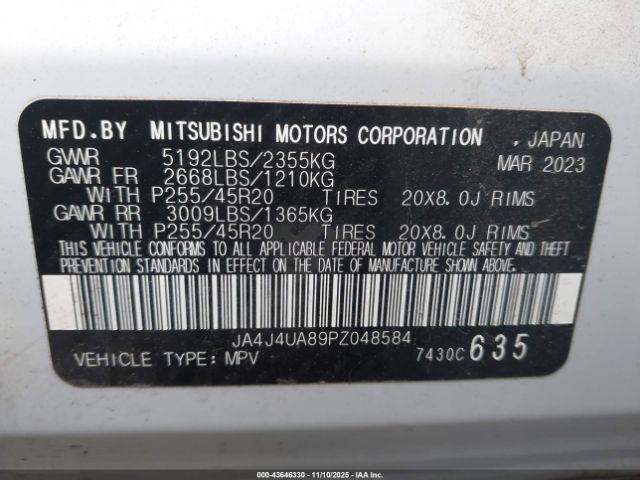 MFD.BY MITSUBISHI MOTORS CORPORATION , JAPAN
GVWR 5192LBS/2355KG MAR 2023
GAWR FR 2668LBS/1210KG
WITH P255/45R20 TIRES 20X8.0J RIMS
GAWR RR 3009LBS/1365KG
WITH P255/45R20 TIRES 20X8.0J RIMS
THIS VEHICLE CONFORMS TO ALL APPLICABLE FEDERAL MOTOR VEHICLE SAFETY AND THEFT
PREVENTION STANDARDS IN EFFECT ON THE DATE OF MANUFACTURE SHOWN ABOVE.
JA4J4UA89PZ048584
VEHICLE TYPE: MPV 7430C 635
000-43646330 - 11/10/2025 - IAAI.COM